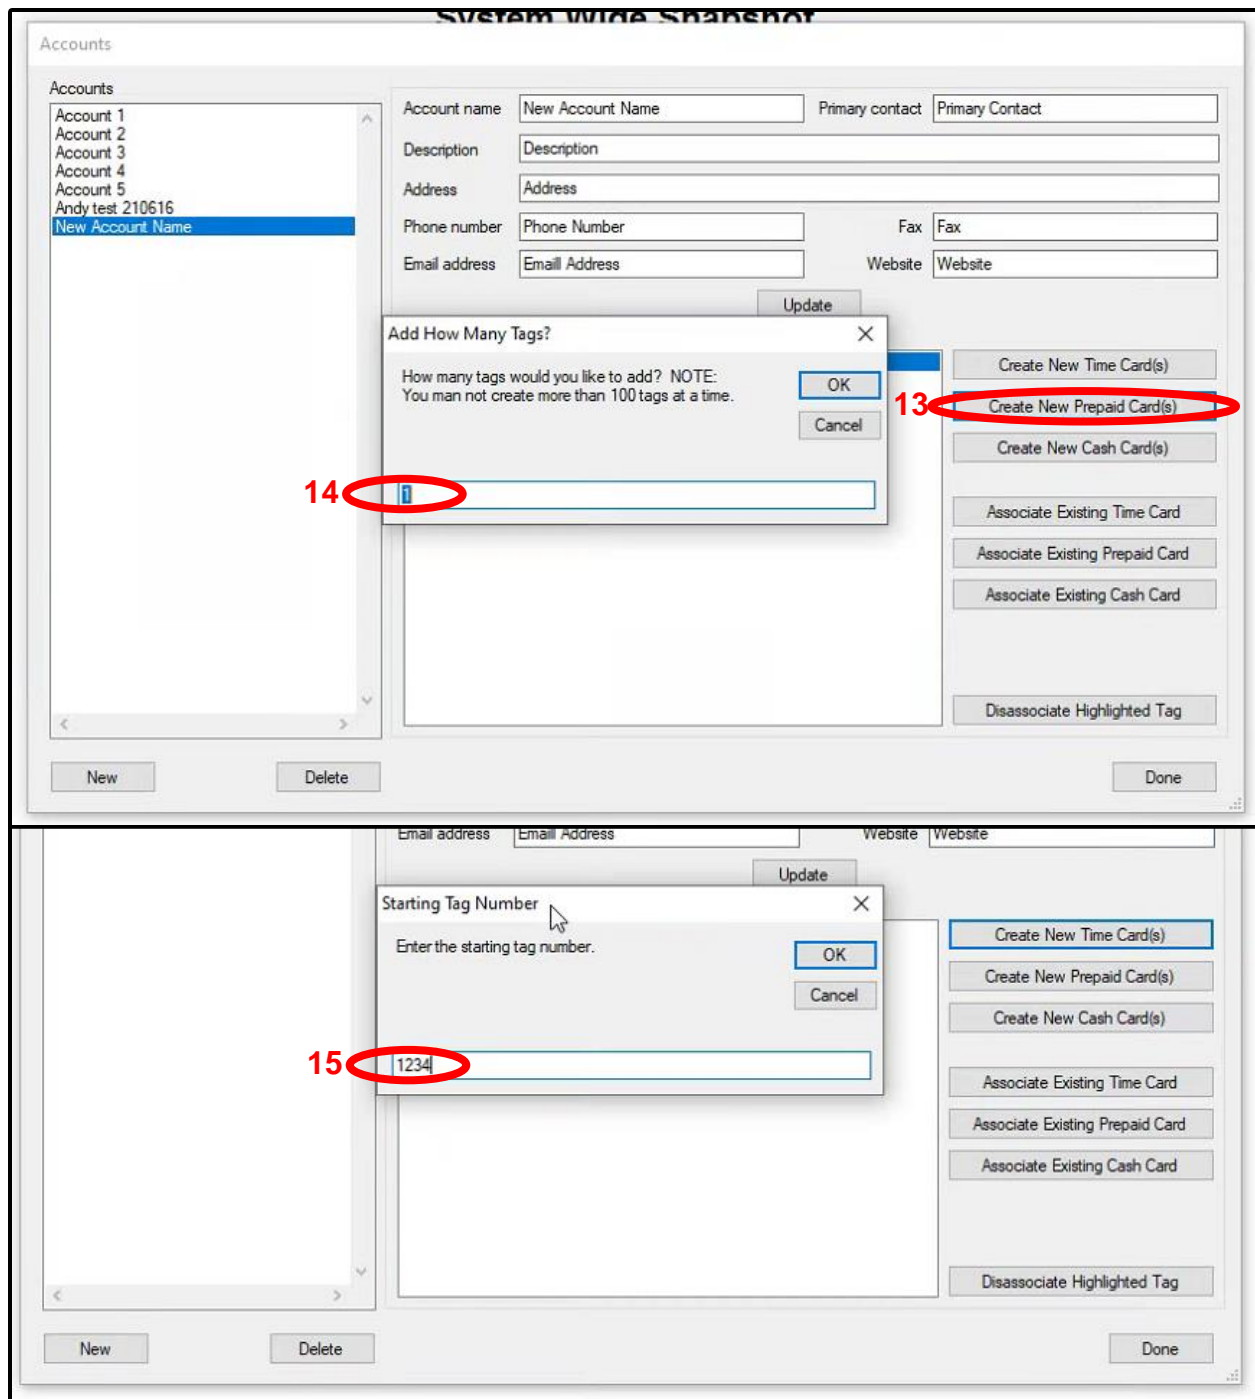 System Wide Snapshot
Accounts
Accounts
Account 1
Account 2
Account 3
Account 4
Account 5
Andy test 210616
New Account Name
Account name New Account Name Primary contact Primary Contact
Description Description
Address Address
Phone number Phone Number Fax Fax
Email address Emaill Address Website Website
Update
Add How Many Tags?
How many tags would you like to add? NOTE:
You man not create more than 100 tags at a time.
OK
Cancel
14 1
Create New Time Card(s)
13 Create New Prepaid Card(s)
Create New Cash Card(s)
Associate Existing Time Card
Associate Existing Prepaid Card
Associate Existing Cash Card
Disassociate Highlighted Tag
New Delete Done
Email address Emaill Address Website Website
Update
Starting Tag Number
Enter the starting tag number.
OK
Cancel
15 1234
Create New Time Card(s)
Create New Prepaid Card(s)
Create New Cash Card(s)
Associate Existing Time Card
Associate Existing Prepaid Card
Associate Existing Cash Card
Disassociate Highlighted Tag
New Delete Done